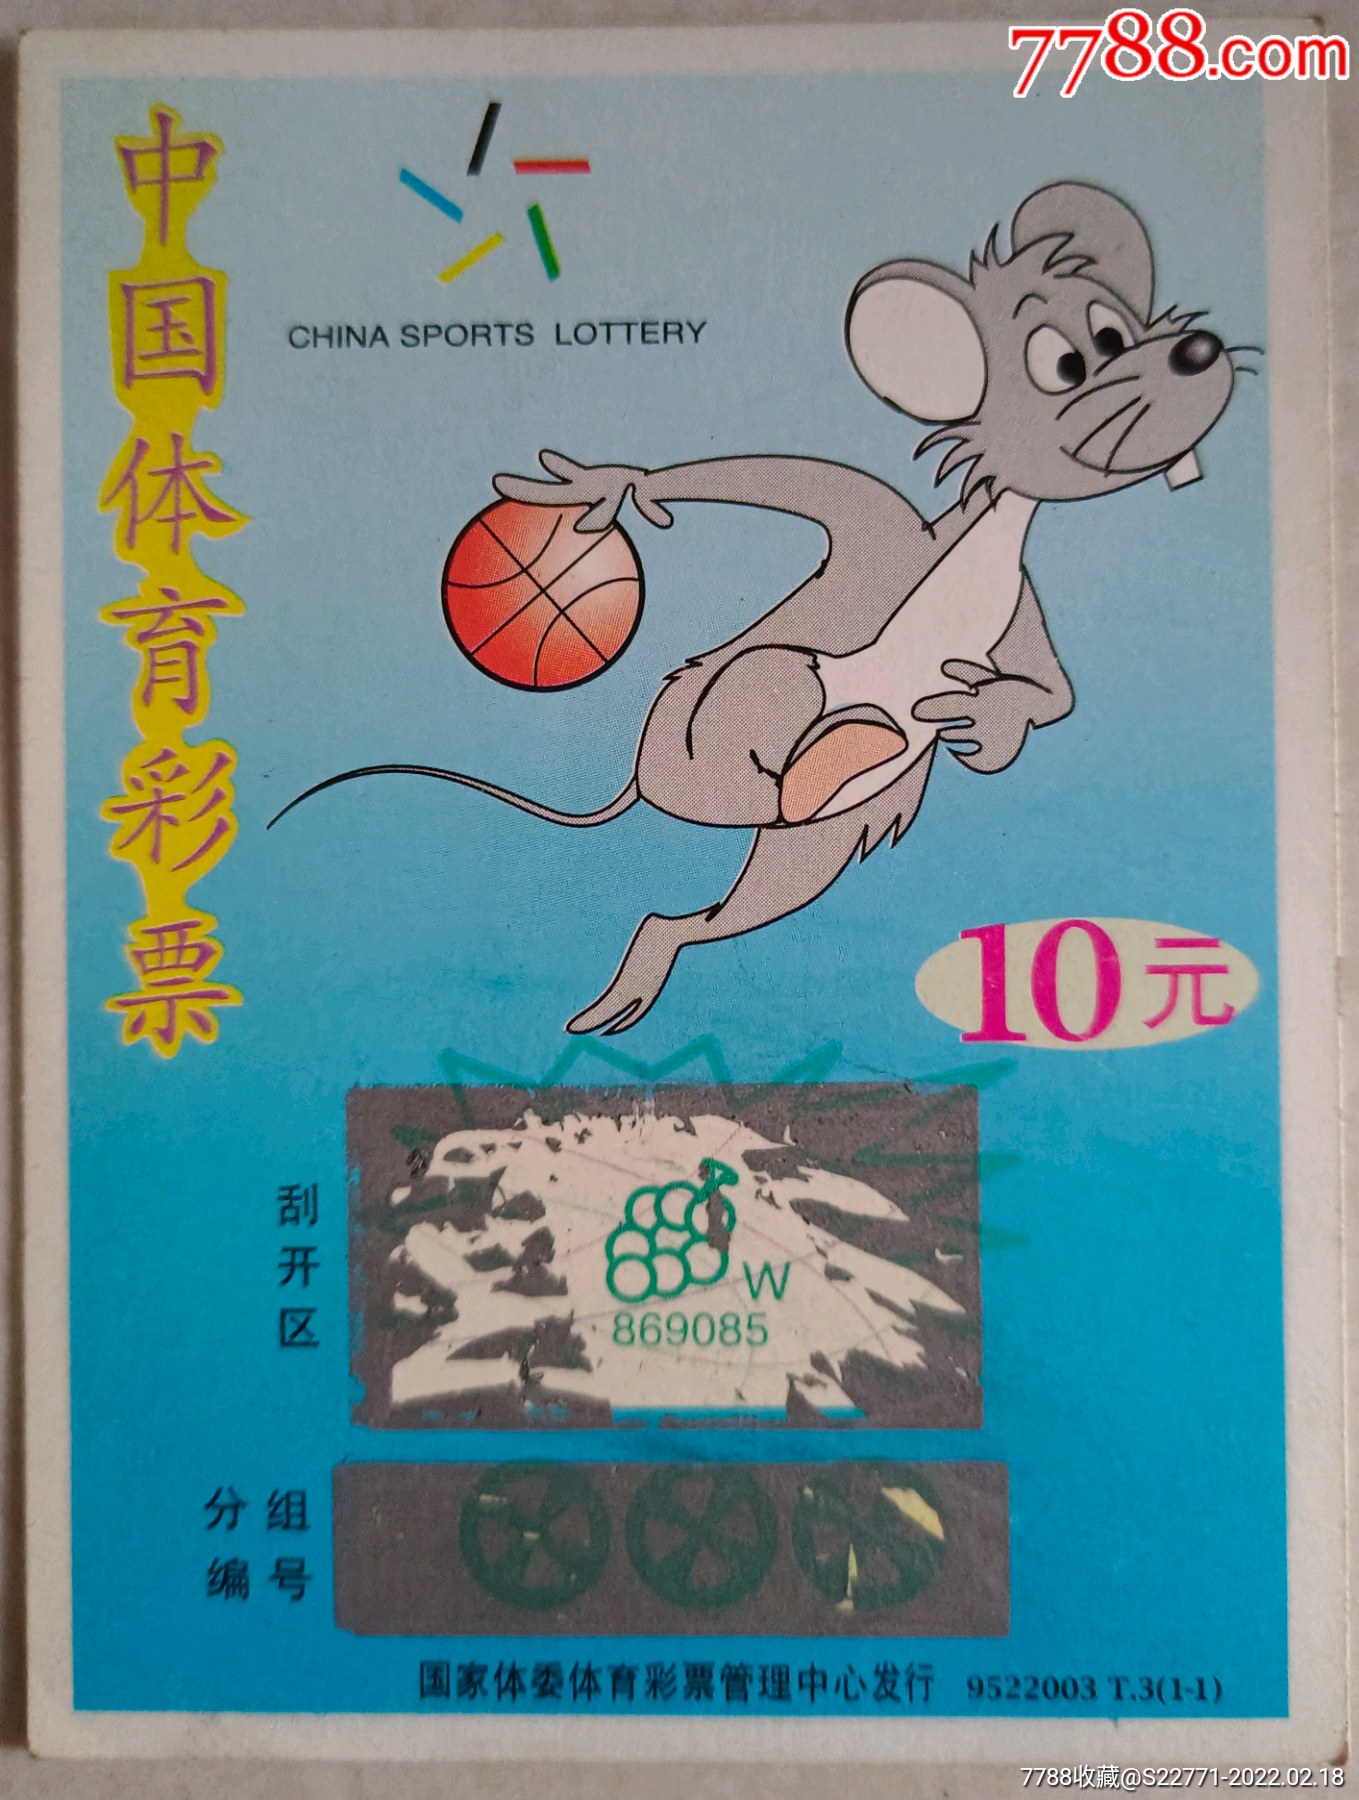 7788.com
中国体育彩票
CHINA SPORTS LOTTERY
10元
刮开区
W
869085
分组
编号
国家体委体育彩票管理中心发行 9522003 T.3(1-1)
7788收藏@S22771-2022.02.18